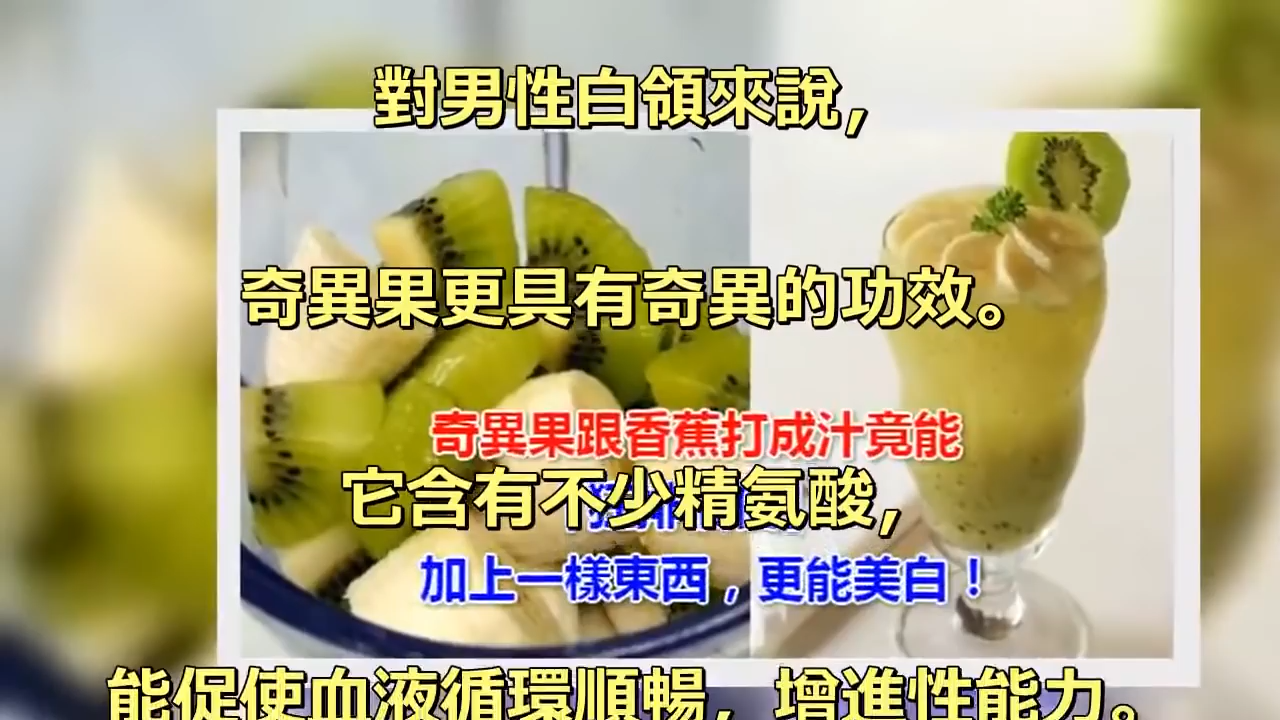 對男性白領來說，
奇異果更具有奇異的功效。
奇異果跟香蕉打成汁竟能
它含有不少精氨酸，
加上一樣東西，更能美白！
能促使血液循環順暢，增進性能力。